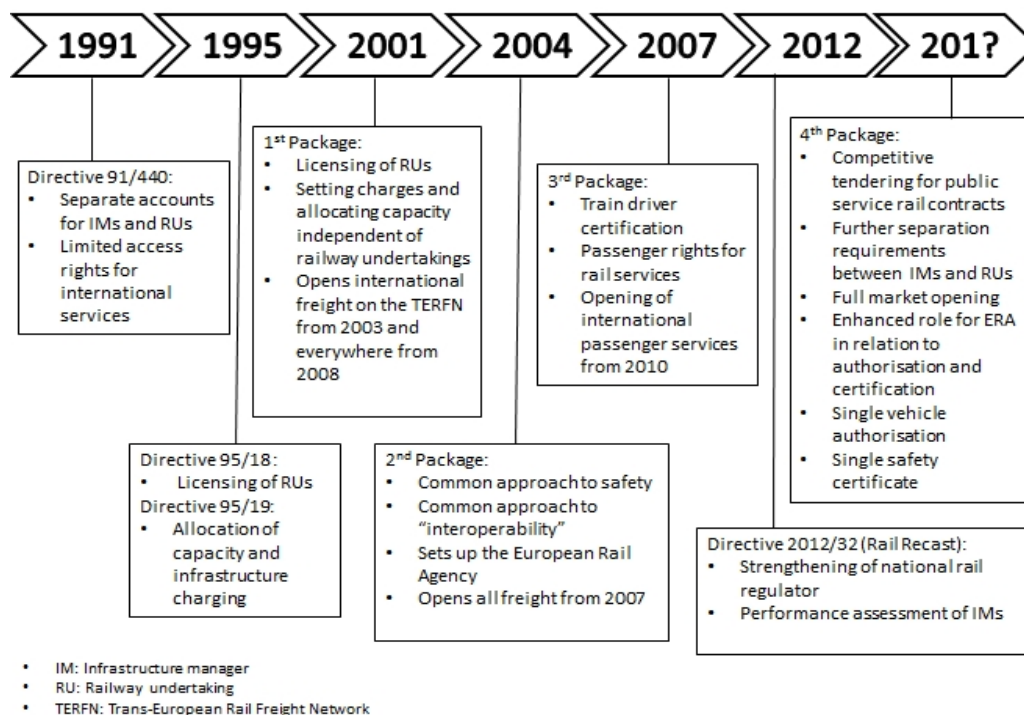 1991
1995
2001
2004
2007
2012
201?
Directive 91/440:
• Separate accounts
for IMs and RUs
• Limited access
rights for
international
services
Directive 95/18:
• Licensing of RUs
Directive 95/19:
• Allocation of
capacity and
infrastructure
charging
1st Package:
• Licensing of RUs
• Setting charges and
allocating capacity
independent of
railway undertakings
• Opens international
freight on the TERFN
from 2003 and
everywhere from
2008
2nd Package:
• Common approach to safety
• Common approach to
“interoperability”
• Sets up the European Rail
Agency
• Opens all freight from 2007
3rd Package:
• Train driver
certification
• Passenger rights for
rail services
• Opening of
international
passenger services
from 2010
Directive 2012/32 (Rail Recast):
• Strengthening of national rail
regulator
• Performance assessment of IMs
4th Package:
• Competitive
tendering for public
service rail contracts
• Further separation
requirements
between IMs and RUs
• Full market opening
• Enhanced role for ERA
in relation to
authorisation and
certification
• Single vehicle
authorisation
• Single safety
certificate
• IM: Infrastructure manager
• RU: Railway undertaking
• TERFN: Trans-European Rail Freight Network